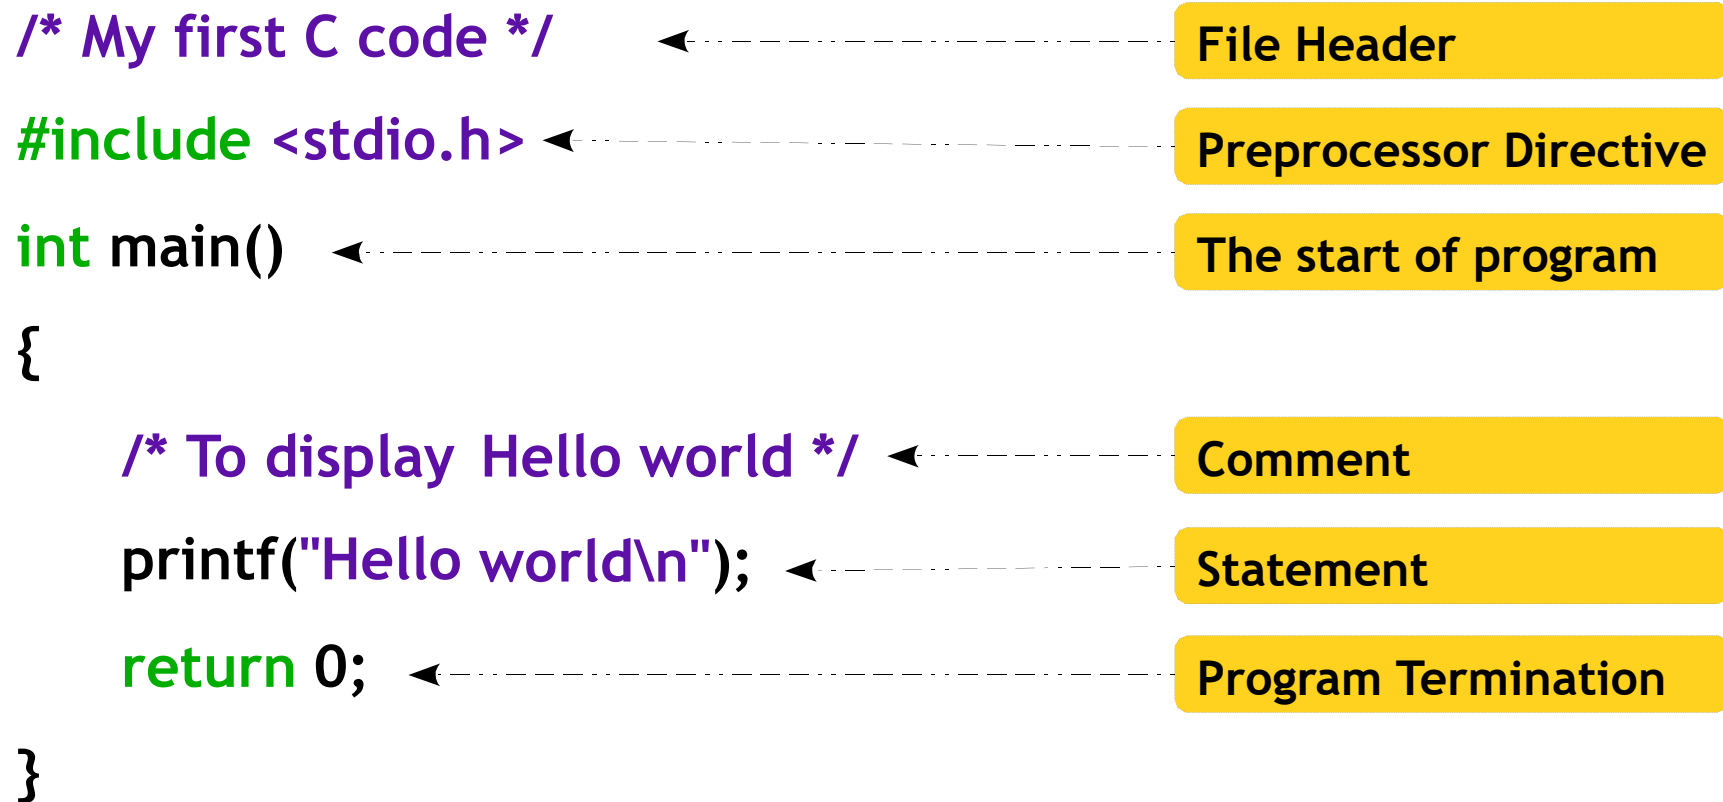 /* My first C code */ File Header
#include <stdio.h> Preprocessor Directive
int main() The start of program
{
/* To display Hello world */ Comment
printf("Hello world\n"); Statement
return 0; Program Termination
}